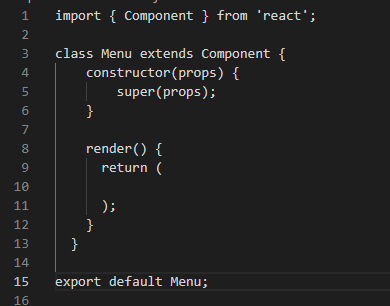 1 import { Component } from 'react';
2
3 class Menu extends Component {
4 constructor(props) {
5 super(props);
6 }
7
8 render() {
9 return (
10
11 );
12 }
13 }
14
15 export default Menu;
16